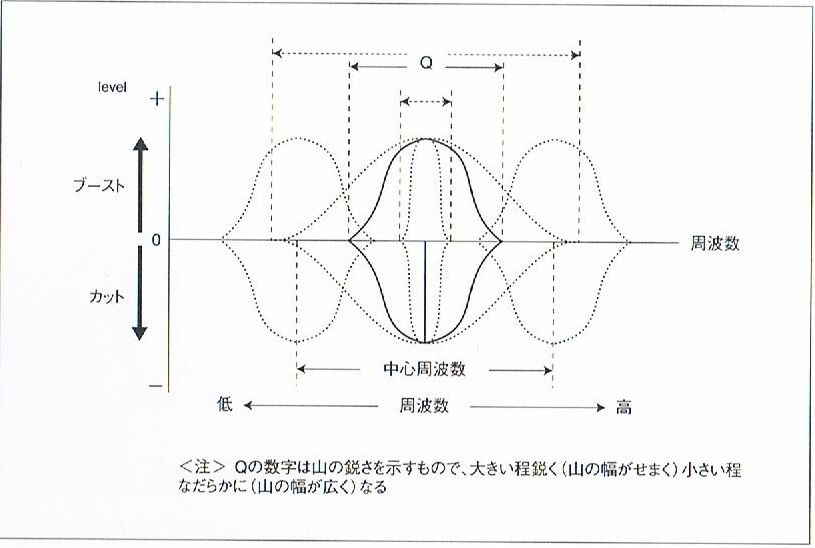 Q
level
+
ブースト
0
周波数
カット
中心周波数
−
低 周波数 高
＜注＞ Qの数字は山の鋭さを示すもので、大きい程鋭く(山の幅がせまく)小さい程
なだらかに(山の幅が広く)なる